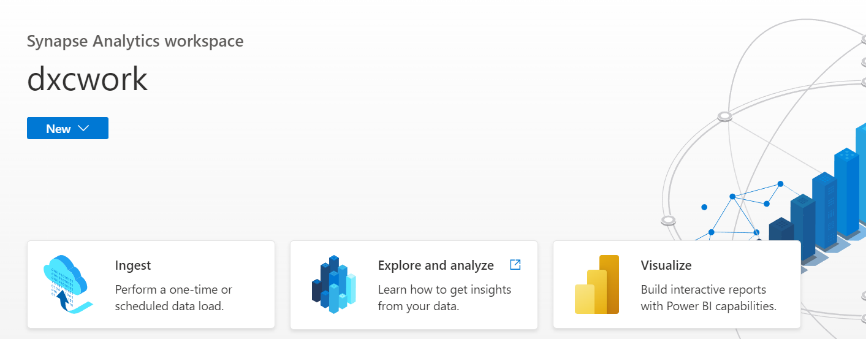 Synapse Analytics workspace
dxcwork
New
Ingest
Perform a one-time or
scheduled data load.
Explore and analyze
Learn how to get insights
from your data.
Visualize
Build interactive reports
with Power BI capabilities.